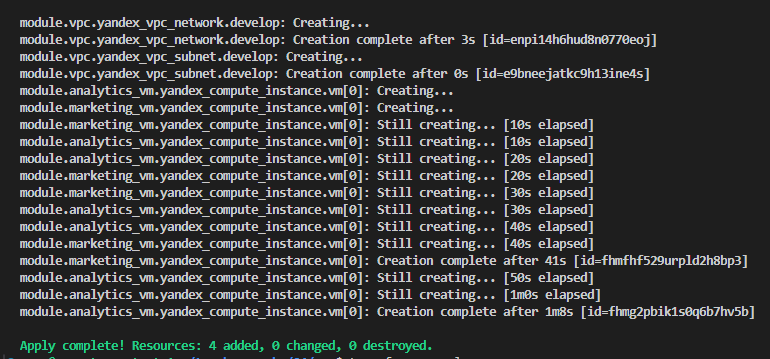 module.vpc.yandex_vpc_network.develop: Creating...
module.vpc.yandex_vpc_network.develop: Creation complete after 3s [id=enpi14h6hud8n0770eoj]
module.vpc.yandex_vpc_subnet.develop: Creating...
module.vpc.yandex_vpc_subnet.develop: Creation complete after 0s [id=e9bneejatkc9h13ine4s]
module.analytics_vm.yandex_compute_instance.vm[0]: Creating...
module.marketing_vm.yandex_compute_instance.vm[0]: Creating...
module.marketing_vm.yandex_compute_instance.vm[0]: Still creating... [10s elapsed]
module.analytics_vm.yandex_compute_instance.vm[0]: Still creating... [10s elapsed]
module.analytics_vm.yandex_compute_instance.vm[0]: Still creating... [20s elapsed]
module.marketing_vm.yandex_compute_instance.vm[0]: Still creating... [20s elapsed]
module.marketing_vm.yandex_compute_instance.vm[0]: Still creating... [30s elapsed]
module.analytics_vm.yandex_compute_instance.vm[0]: Still creating... [30s elapsed]
module.analytics_vm.yandex_compute_instance.vm[0]: Still creating... [40s elapsed]
module.marketing_vm.yandex_compute_instance.vm[0]: Still creating... [40s elapsed]
module.marketing_vm.yandex_compute_instance.vm[0]: Creation complete after 41s [id=fhmfhf529urpld2h8bp3]
module.analytics_vm.yandex_compute_instance.vm[0]: Still creating... [50s elapsed]
module.analytics_vm.yandex_compute_instance.vm[0]: Still creating... [1m0s elapsed]
module.analytics_vm.yandex_compute_instance.vm[0]: Creation complete after 1m8s [id=fhmg2pbik1s0q6b7hv5b]
Apply complete! Resources: 4 added, 0 changed, 0 destroyed.